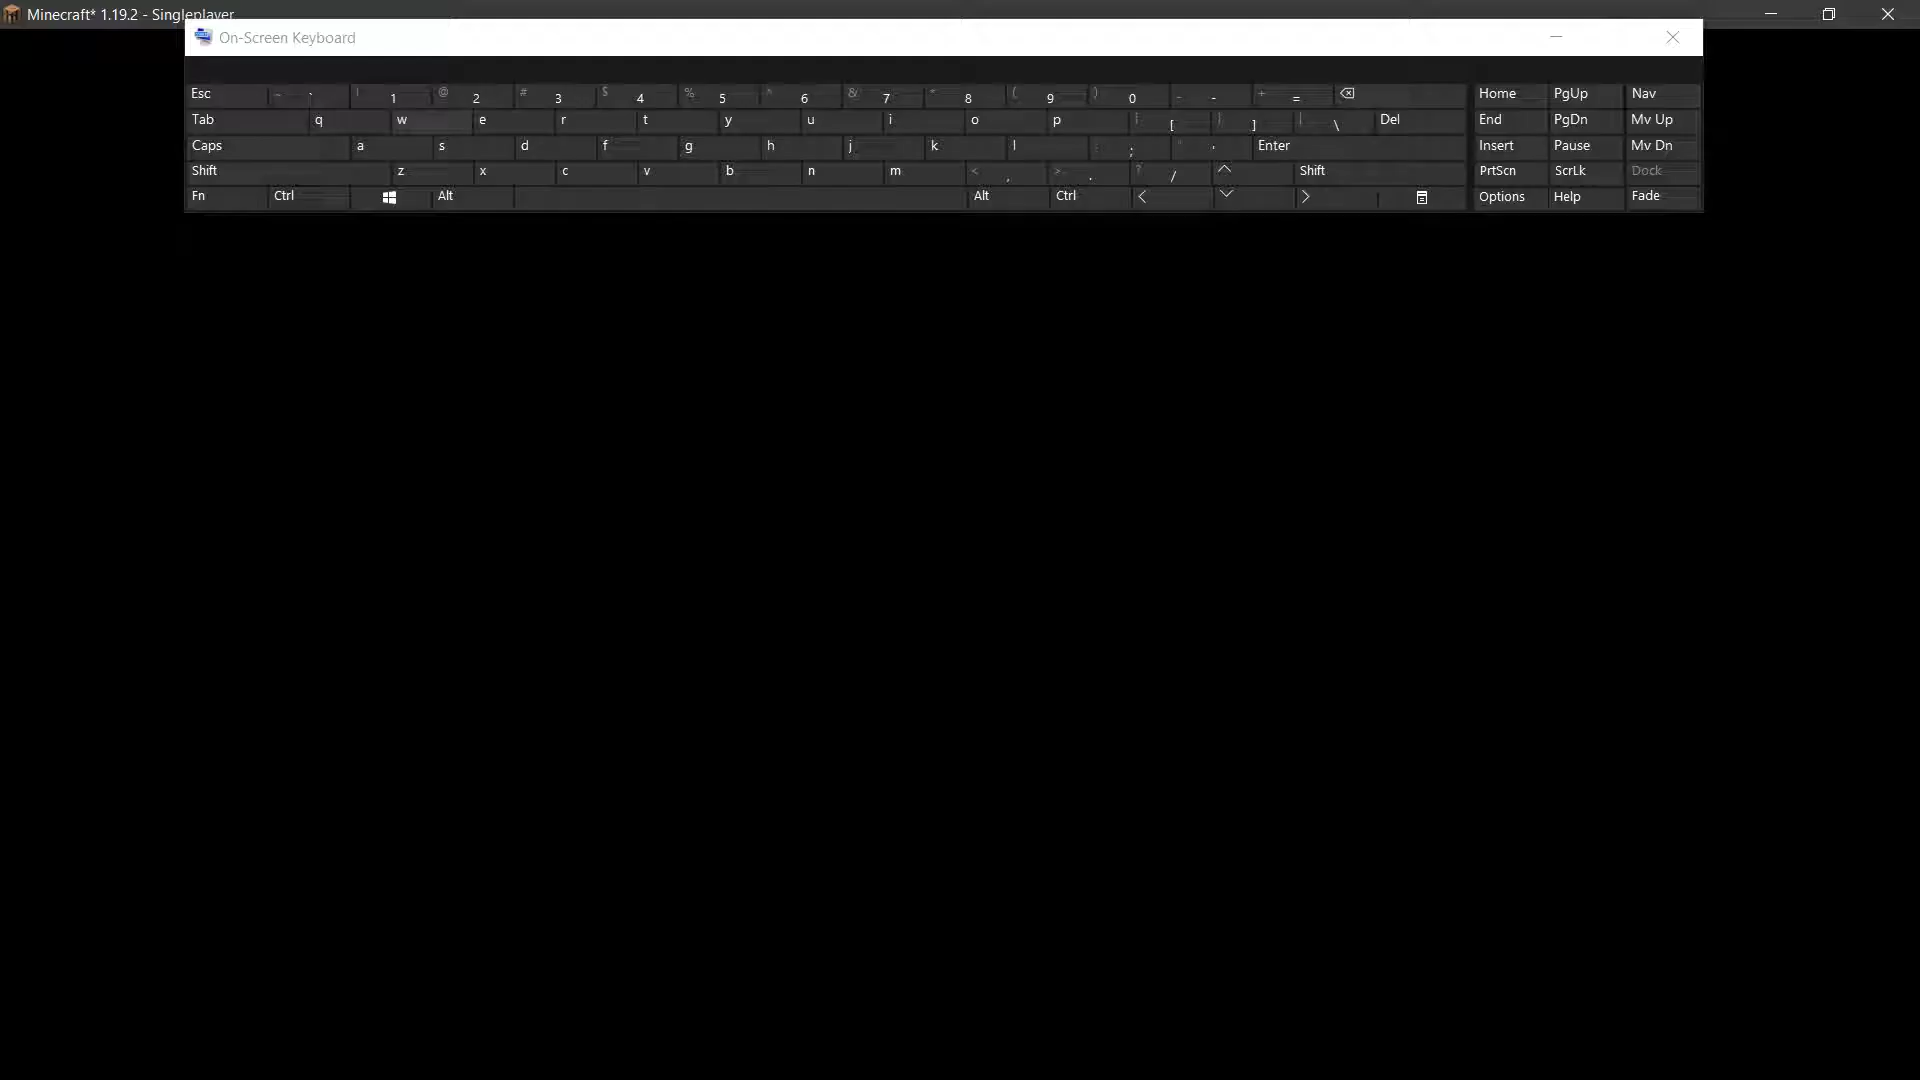 Minecraft* 1.19.2 - Singleplayer
On-Screen Keyboard
Esc ~ ` ! 1 @ 2 # 3 $ 4 % 5 ^ 6 & 7 * 8 ( 9 ) 0 _ - + = Home PgUp Nav
Tab q w e r t y u i o p { [ } ] | \ Del End PgDn Mv Up
Caps a s d f g h j k l : ; " ' Enter Insert Pause Mv Dn
Shift z x c v b n m < , > . ? / Shift PrtScn ScrLk Dock
Fn Ctrl Alt Alt Ctrl Options Help Fade